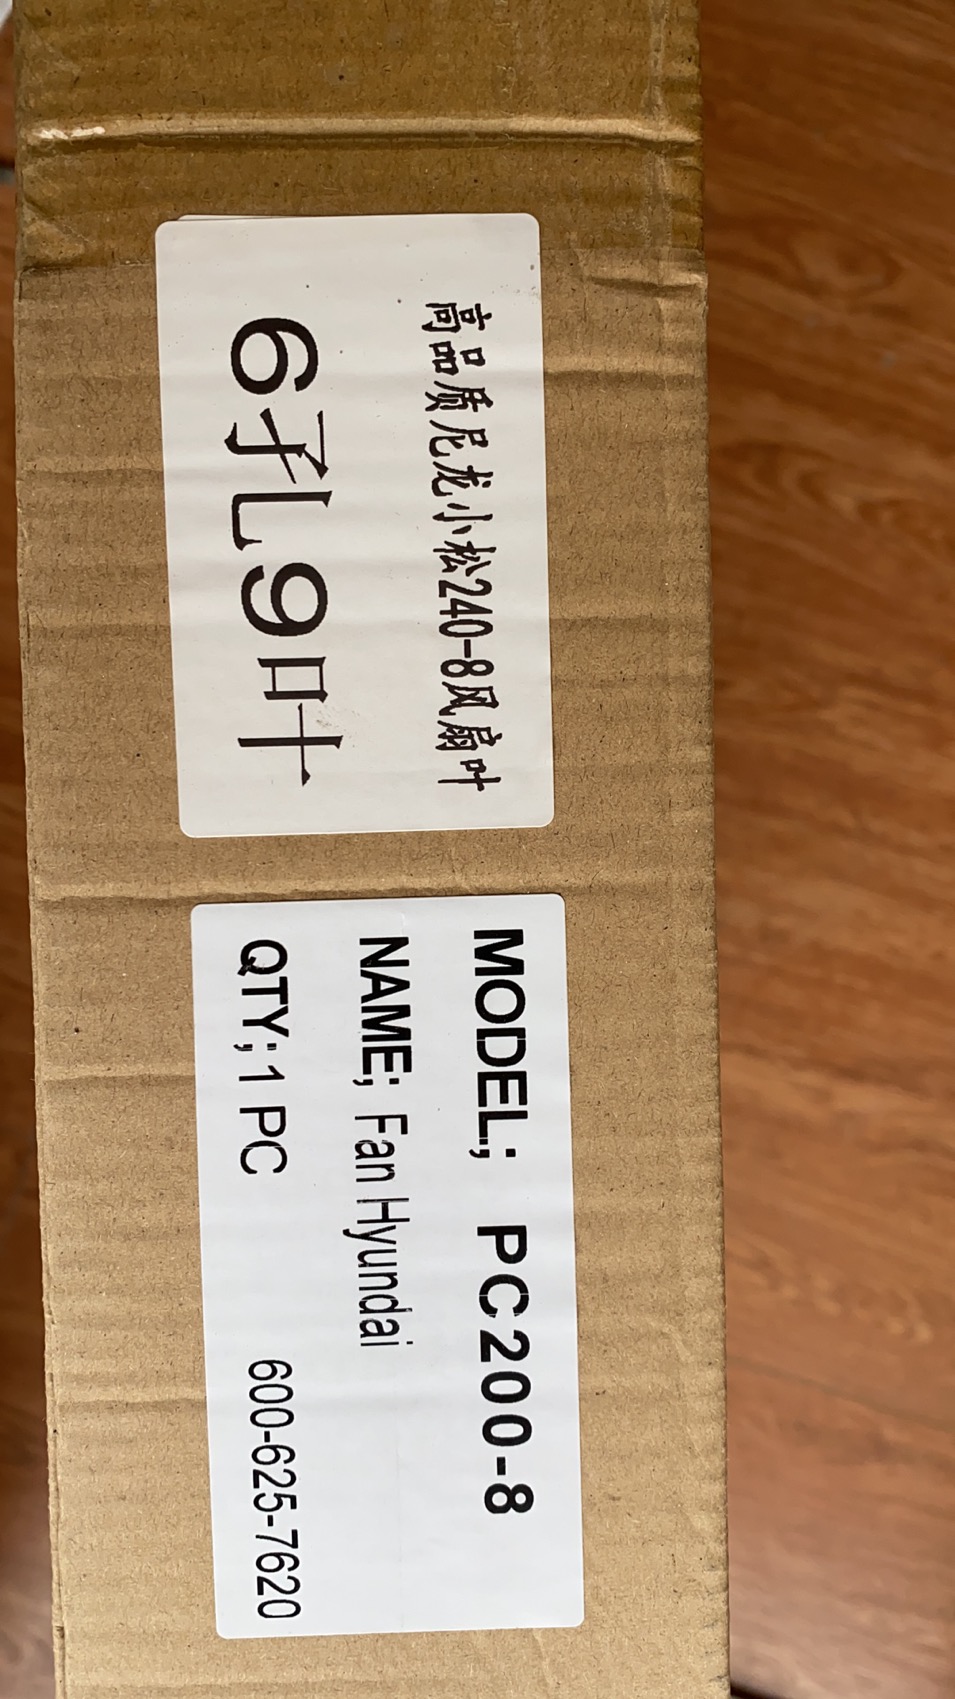 高品质尼龙小松240-8风扇叶
6孔9叶
MODEL; PC200-8
NAME; Fan Hyundai
QTY; 1 PC 600-625-7620